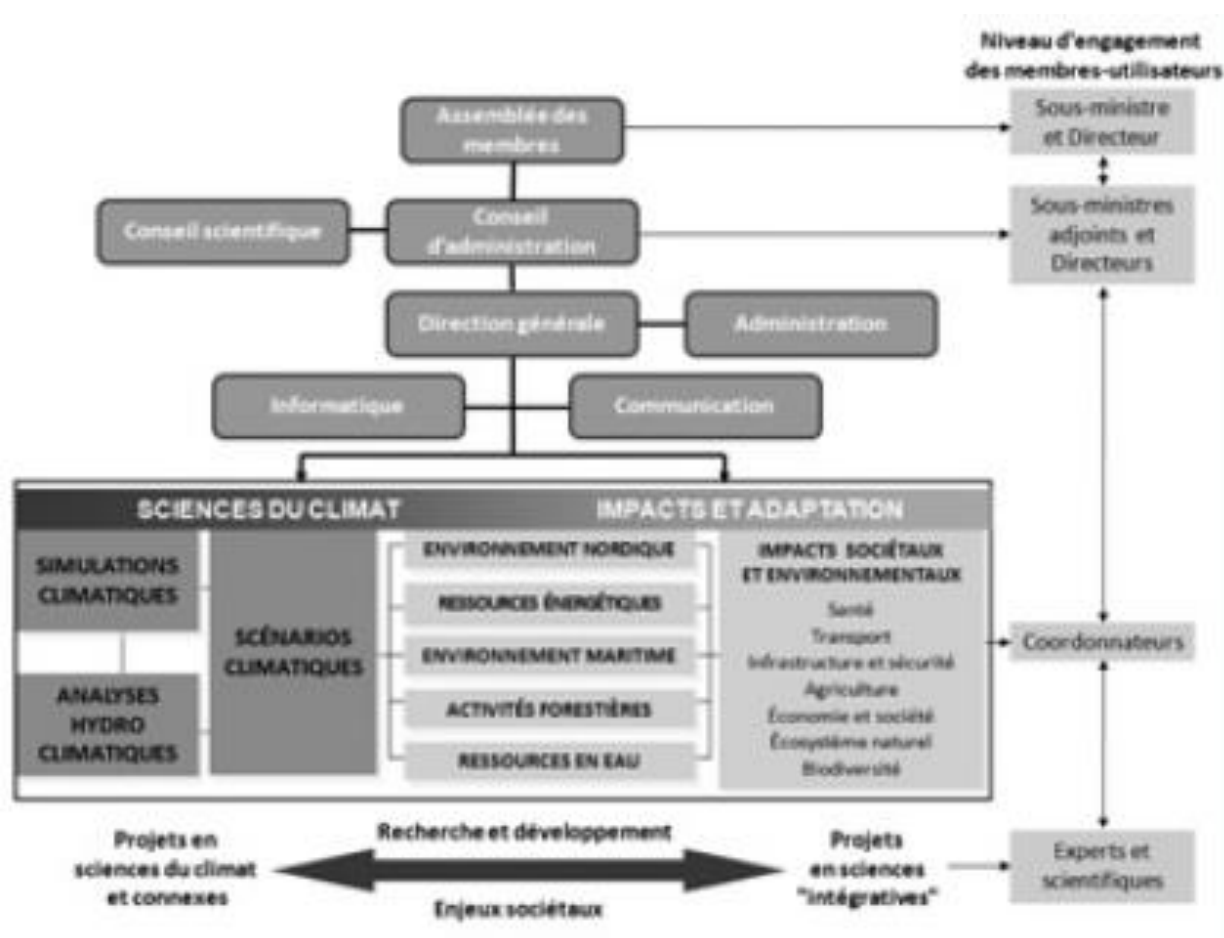 Niveau d'engagement
des membres-utilisateurs
Assemblée des
membres
Sous-ministre
et Directeur
Conseil scientifique
Conseil
d'administration
Sous-ministres
adjoints et
Directeurs
Direction générale
Administration
Informatique
Communication
SCIENCES DU CLIMAT
IMPACTS ET ADAPTATION
SIMULATIONS
CLIMATIQUES
ANALYSES
HYDRO
CLIMATIQUES
SCÉNARIOS
CLIMATIQUES
ENVIRONNEMENT NORDIQUE
RESSOURCES ÉNERGÉTIQUES
ENVIRONNEMENT MARITIME
ACTIVITÉS FORESTIÈRES
RESSOURCES EN EAU
IMPACTS SOCIÉTAUX
ET ENVIRONNEMENTAUX
Santé
Transport
Infrastructure et sécurité
Agriculture
Économie et société
Écosystème naturel
Biodiversité
Coordonnateurs
Projets en
sciences du climat
et connexes
Recherche et développement
Enjeux sociétaux
Projets
en sciences
"intégratives"
Experts et
scientifiques